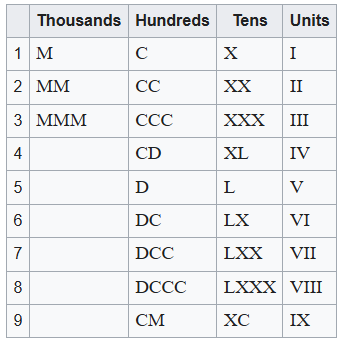 Thousands Hundreds Tens Units
1 M C X I
2 MM CC XX II
3 MMM CCC XXX III
4 CD XL IV
5 D L V
6 DC LX VI
7 DCC LXX VII
8 DCCC LXXX VIII
9 CM XC IX